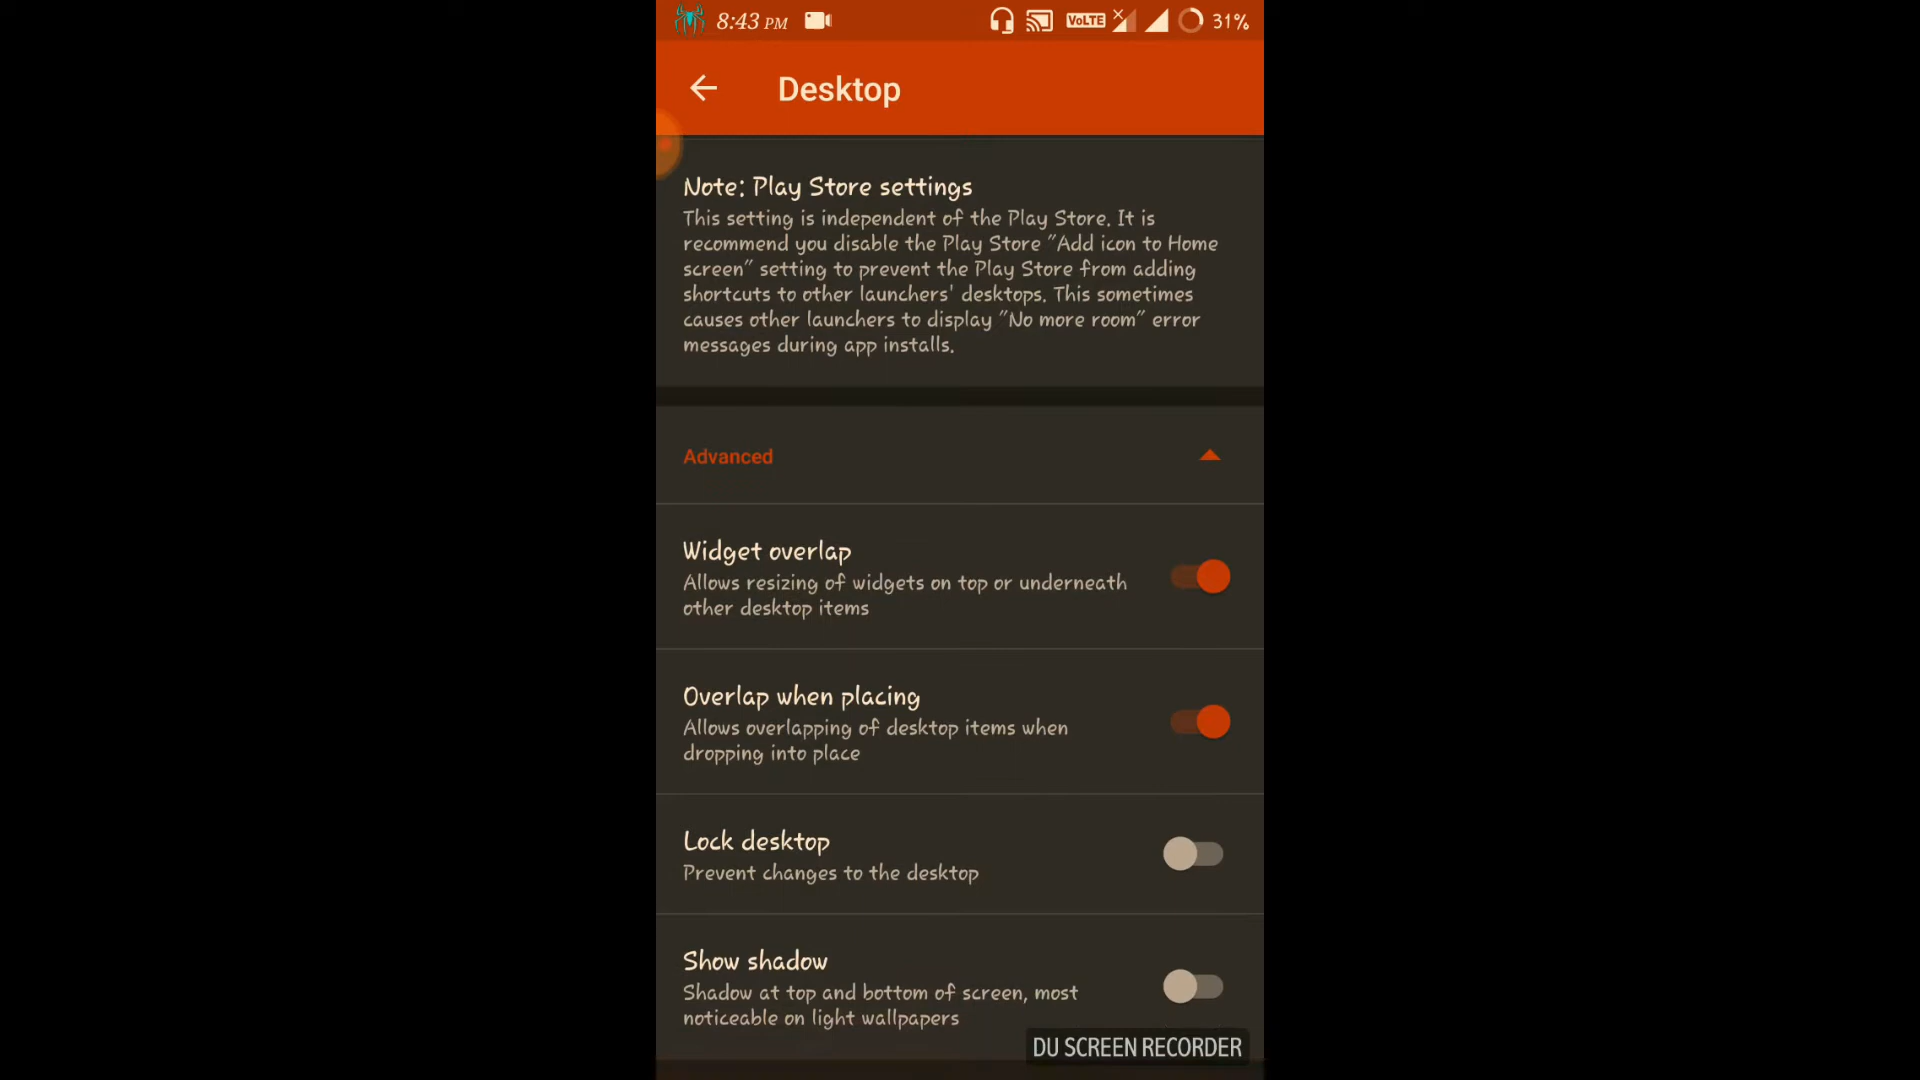 8:43 PM VoLTE 31%
Desktop
Note: Play Store settings
This setting is independent of the Play Store. It is
recommend you disable the Play Store "Add icon to Home
screen" setting to prevent the Play Store from adding
shortcuts to other launchers' desktops. This sometimes
causes other launchers to display "No more room" error
messages during app installs.
Advanced
Widget overlap
Allows resizing of widgets on top or underneath
other desktop items
Overlap when placing
Allows overlapping of desktop items when
dropping into place
Lock desktop
Prevent changes to the desktop
Show shadow
Shadow at top and bottom of screen, most
noticeable on light wallpapers
DU SCREEN RECORDER